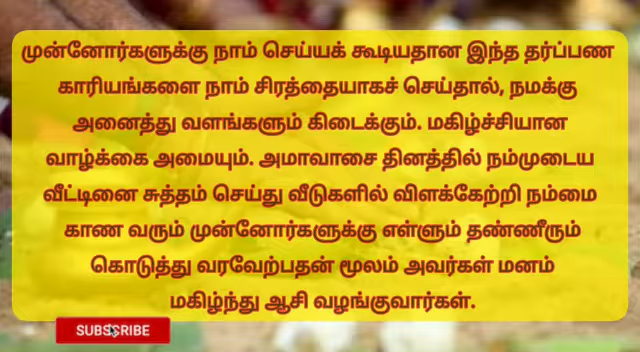 முன்னோர்களுக்கு நாம் செய்யக் கூடியதான இந்த தர்ப்பண
காரியங்களை நாம் சிரத்தையாகச் செய்தால், நமக்கு
அனைத்து வளங்களும் கிடைக்கும். மகிழ்ச்சியான
வாழ்க்கை அமையும். அமாவாசை தினத்தில் நம்முடைய
வீட்டினை சுத்தம் செய்து வீடுகளில் விளக்கேற்றி நம்மை
காண வரும் முன்னோர்களுக்கு எள்ளும் தண்ணீரும்
கொடுத்து வரவேற்பதன் மூலம் அவர்கள் மனம்
மகிழ்ந்து ஆசி வழங்குவார்கள்.
SUBSCRIBE